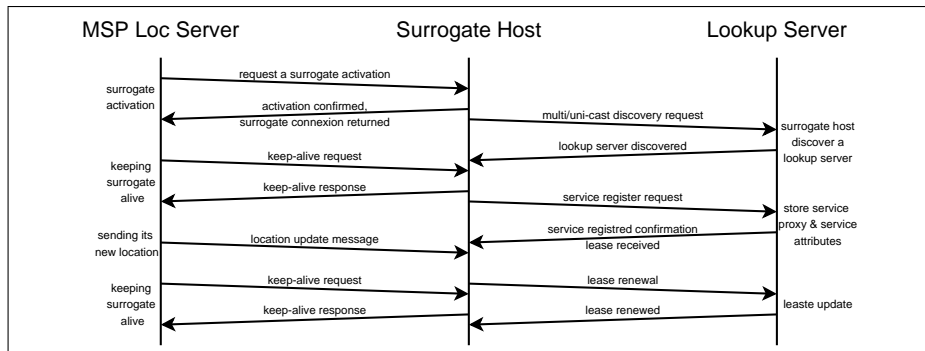 MSP Loc Server
Surrogate Host
Lookup Server
request a surrogate activation
surrogate
activation
activation confirmed,
surrogate connexion returned
multi/uni-cast discovery request
surrogate host
discover a
lookup server
lookup server discovered
keep-alive request
keeping
surrogate
alive
keep-alive response
service register request
store service
proxy & service
attributes
service registred confirmation
lease received
sending its
new location
location update message
keep-alive request
lease renewal
keeping
surrogate
alive
leaste update
keep-alive response
lease renewed